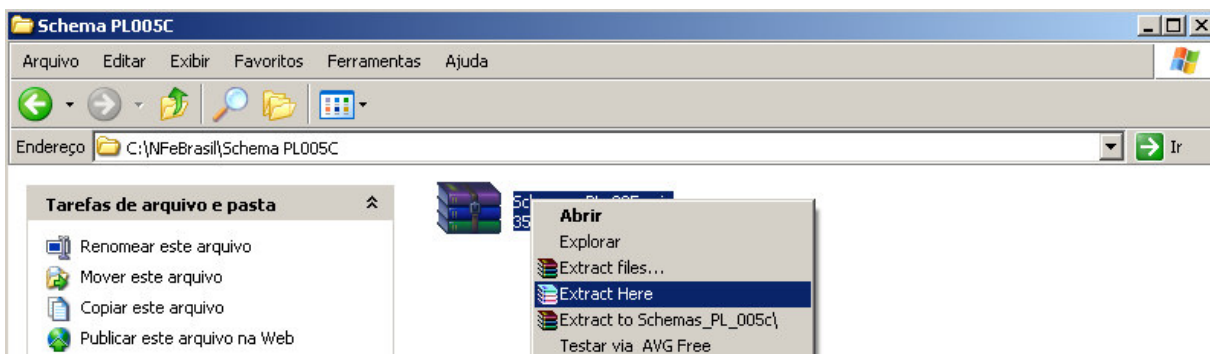 Schema PL005C
Arquivo Editar Exibir Favoritos Ferramentas Ajuda
Endereço C:\NFeBrasil\Schema PL005C Ir
Tarefas de arquivo e pasta
Renomear este arquivo
Mover este arquivo
Copiar este arquivo
Publicar este arquivo na Web
Abrir
Explorar
Extract files...
Extract Here
Extract to Schemas_PL_005c\
Testar via AVG Free